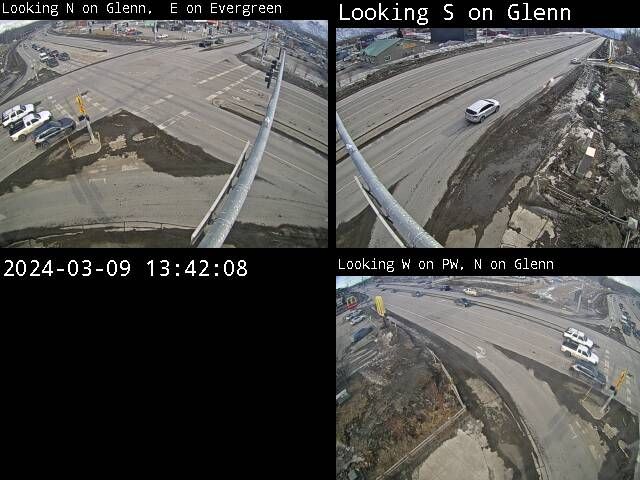 Looking N on Glenn,  E on Evergreen
Looking S on Glenn
2024-03-09 13:42:08
Looking W on PW, N on Glenn